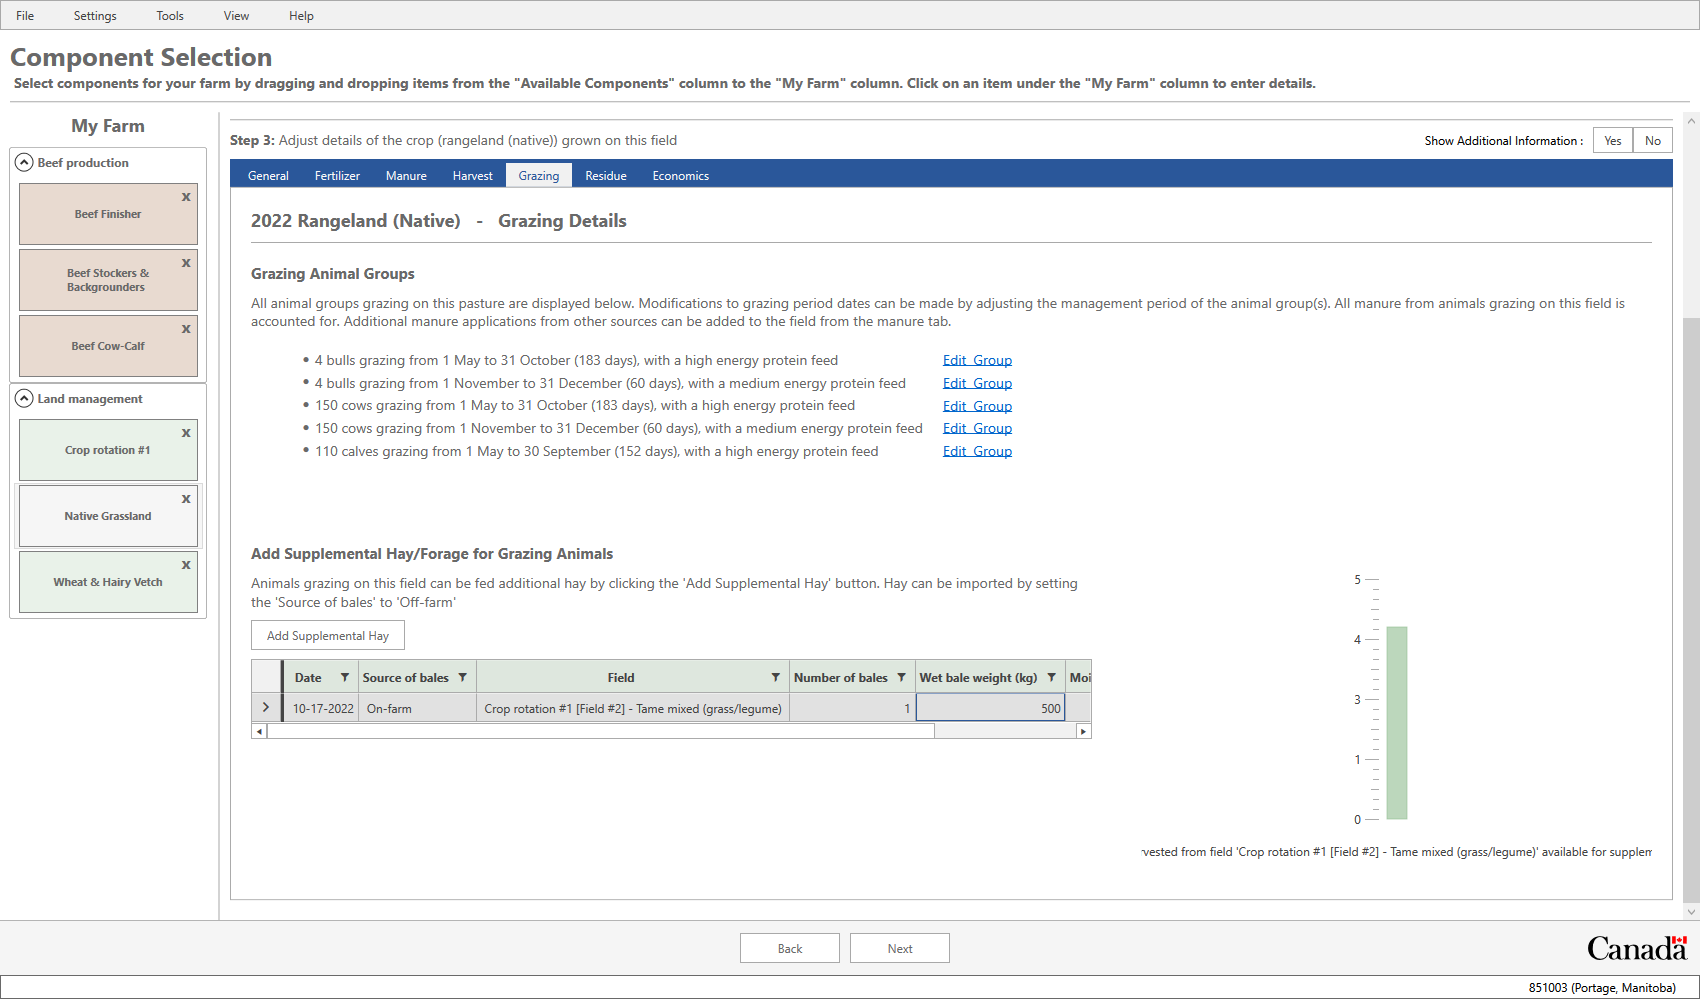 File Settings Tools View Help
Component Selection
Select components for your farm by dragging and dropping items from the "Available Components" column to the "My Farm" column. Click on an item under the "My Farm" column to enter details.
My Farm
Beef production
Beef Finisher
x
Beef Stockers &
Backgrounders
x
Beef Cow-Calf
x
Land management
Crop rotation #1
x
Native Grassland
x
Wheat & Hairy Vetch
x
Step 3: Adjust details of the crop (rangeland (native)) grown on this field
Show Additional Information : Yes No
General Fertilizer Manure Harvest Grazing Residue Economics
2022 Rangeland (Native) - Grazing Details
Grazing Animal Groups
All animal groups grazing on this pasture are displayed below. Modifications to grazing period dates can be made by adjusting the management period of the animal group(s). All manure from animals grazing on this field is
accounted for. Additional manure applications from other sources can be added to the field from the manure tab.
• 4 bulls grazing from 1 May to 31 October (183 days), with a high energy protein feed Edit Group
• 4 bulls grazing from 1 November to 31 December (60 days), with a medium energy protein feed Edit Group
• 150 cows grazing from 1 May to 31 October (183 days), with a high energy protein feed Edit Group
• 150 cows grazing from 1 November to 31 December (60 days), with a medium energy protein feed Edit Group
• 110 calves grazing from 1 May to 30 September (152 days), with a high energy protein feed Edit Group
Add Supplemental Hay/Forage for Grazing Animals
Animals grazing on this field can be fed additional hay by clicking the 'Add Supplemental Hay' button. Hay can be imported by setting
the 'Source of bales' to 'Off-farm'
Add Supplemental Hay
Date Source of bales Field Number of bales Wet bale weight (kg) Moi
10-17-2022 On-farm Crop rotation #1 [Field #2] - Tame mixed (grass/legume) 1 500
5
4
3
1
0
vested from field 'Crop rotation #1 [Field #2] - Tame mixed (grass/legume)' available for supplem
Back Next
Canada
851003 (Portage, Manitoba)